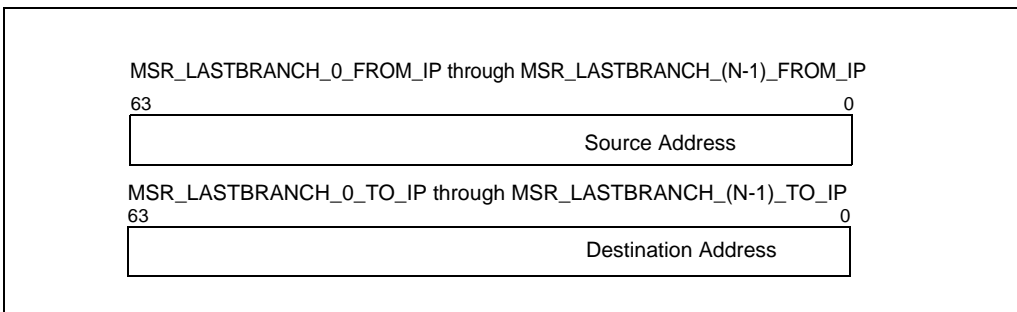 MSR_LASTBRANCH_0_FROM_IP through MSR_LASTBRANCH_(N-1)_FROM_IP
63 0
Source Address
MSR_LASTBRANCH_0_TO_IP through MSR_LASTBRANCH_(N-1)_TO_IP
63 0
Destination Address